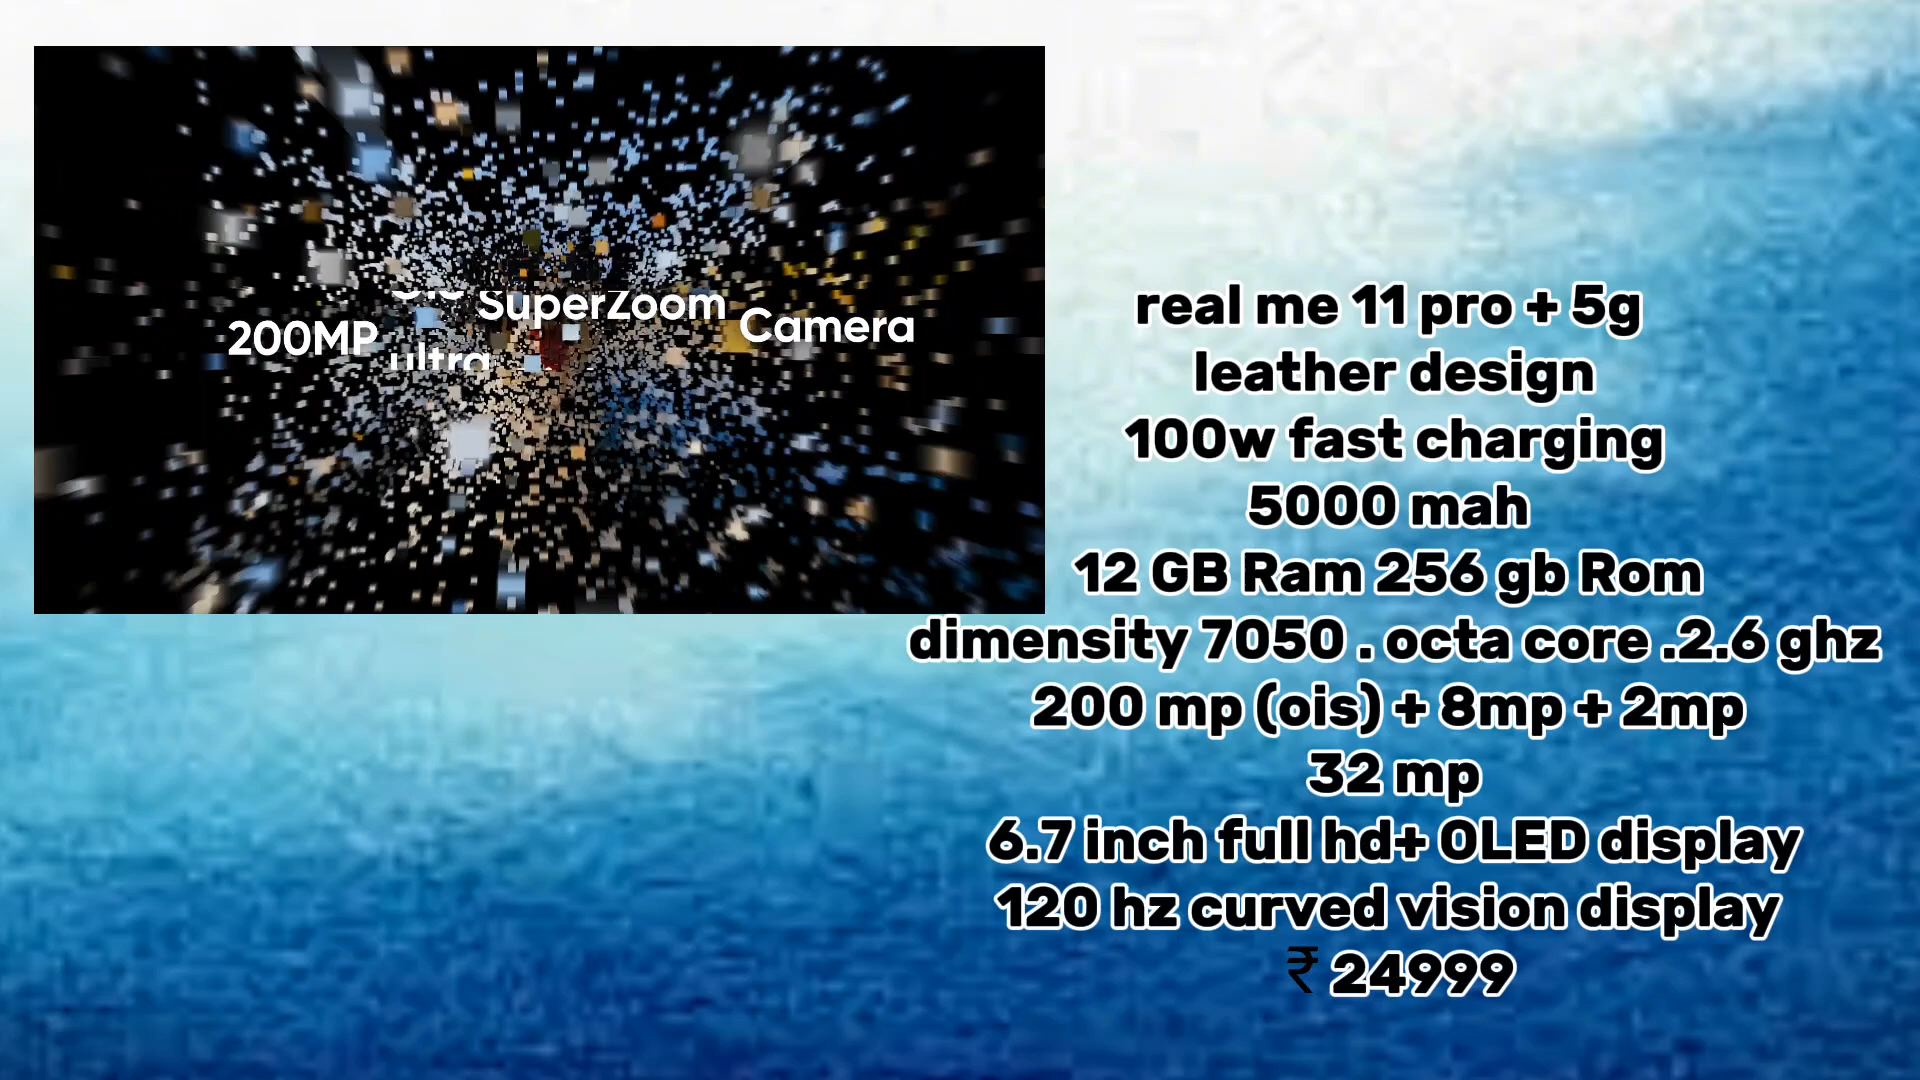 200MP
ultra
SuperZoom
Camera
real me 11 pro + 5g
leather design
100w fast charging
5000 mah
12 GB Ram 256 gb Rom
dimensity 7050 . octa core .2.6 ghz
200 mp (ois) + 8mp + 2mp
32 mp
6.7 inch full hd+ OLED display
120 hz curved vision display
₹ 24999